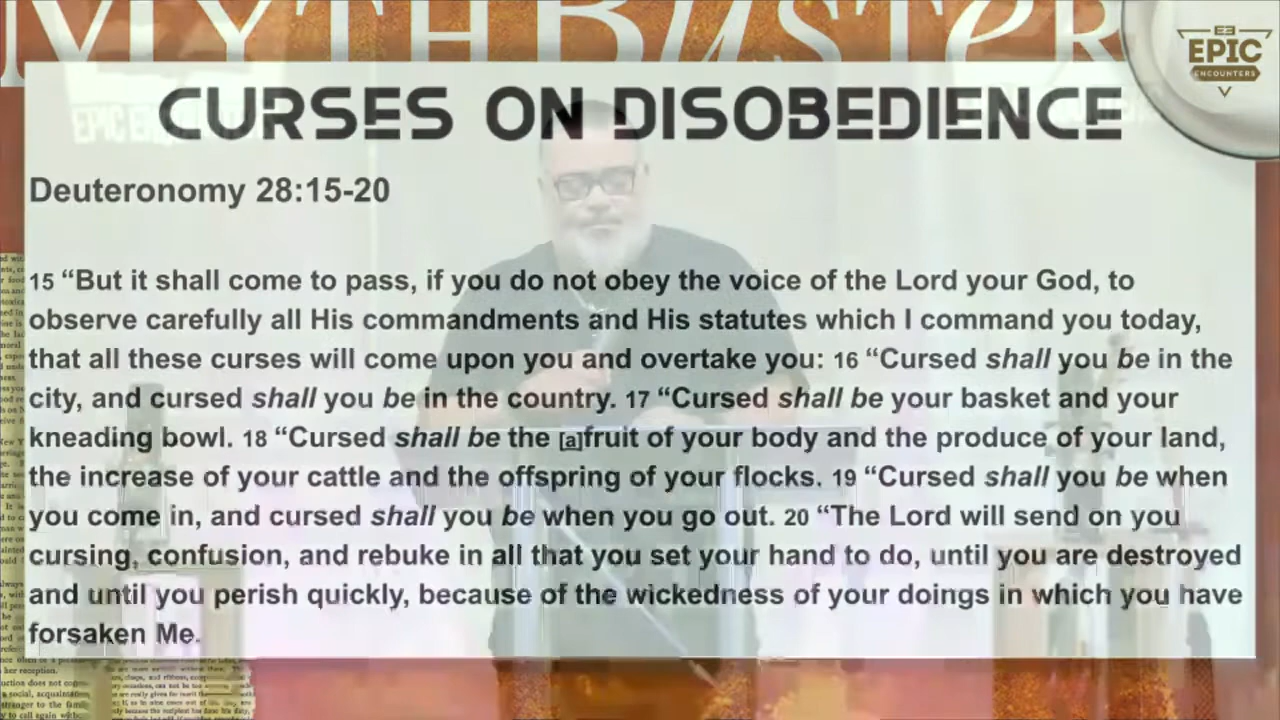 MYTHBUSTER
EE
EPIC
ENCOUNTERS
CURSES ON DISOBEDIENCE
Deuteronomy 28:15-20
15 “But it shall come to pass, if you do not obey the voice of the Lord your God, to
observe carefully all His commandments and His statutes which I command you today,
that all these curses will come upon you and overtake you: 16 “Cursed shall you be in the
city, and cursed shall you be in the country. 17 “Cursed shall be your basket and your
kneading bowl. 18 “Cursed shall be the [a]fruit of your body and the produce of your land,
the increase of your cattle and the offspring of your flocks. 19 “Cursed shall you be when
you come in, and cursed shall you be when you go out. 20 “The Lord will send on you
cursing, confusion, and rebuke in all that you set your hand to do, until you are destroyed
and until you perish quickly, because of the wickedness of your doings in which you have
forsaken Me.
her reception.
a social,
to call again